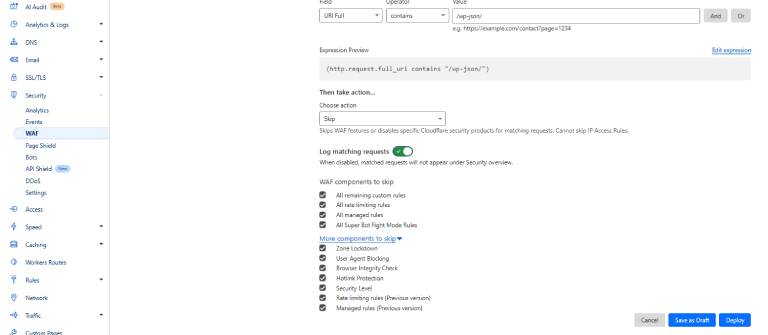 AI Audit Beta
Analytics & Logs
DNS
Email
SSL/TLS
Security
Analytics
Events
WAF
Page Shield
Bots
API Shield New
DDoS
Settings
Access
Speed
Caching
Workers Routes
Rules
Network
Traffic
Custom Pages
Field Operator Value
URI Full contains /wp-json/ And Or
e.g. https://example.com/contact?page=1234
Expression Preview Edit expression
(http.request.full_uri contains "/wp-json/")
Then take action...
Choose action
Skip
Skips WAF features or disables specific Cloudflare security products for matching requests. Cannot skip IP Access Rules.
Log matching requests
When disabled, matched requests will not appear under Security overview.
WAF components to skip
All remaining custom rules
All rate limiting rules
All managed rules
All Super Bot Fight Mode Rules
More components to skip
Zone Lockdown
User Agent Blocking
Browser Integrity Check
Hotlink Protection
Security Level
Rate limiting rules (Previous version)
Managed rules (Previous version)
Cancel Save as Draft Deploy